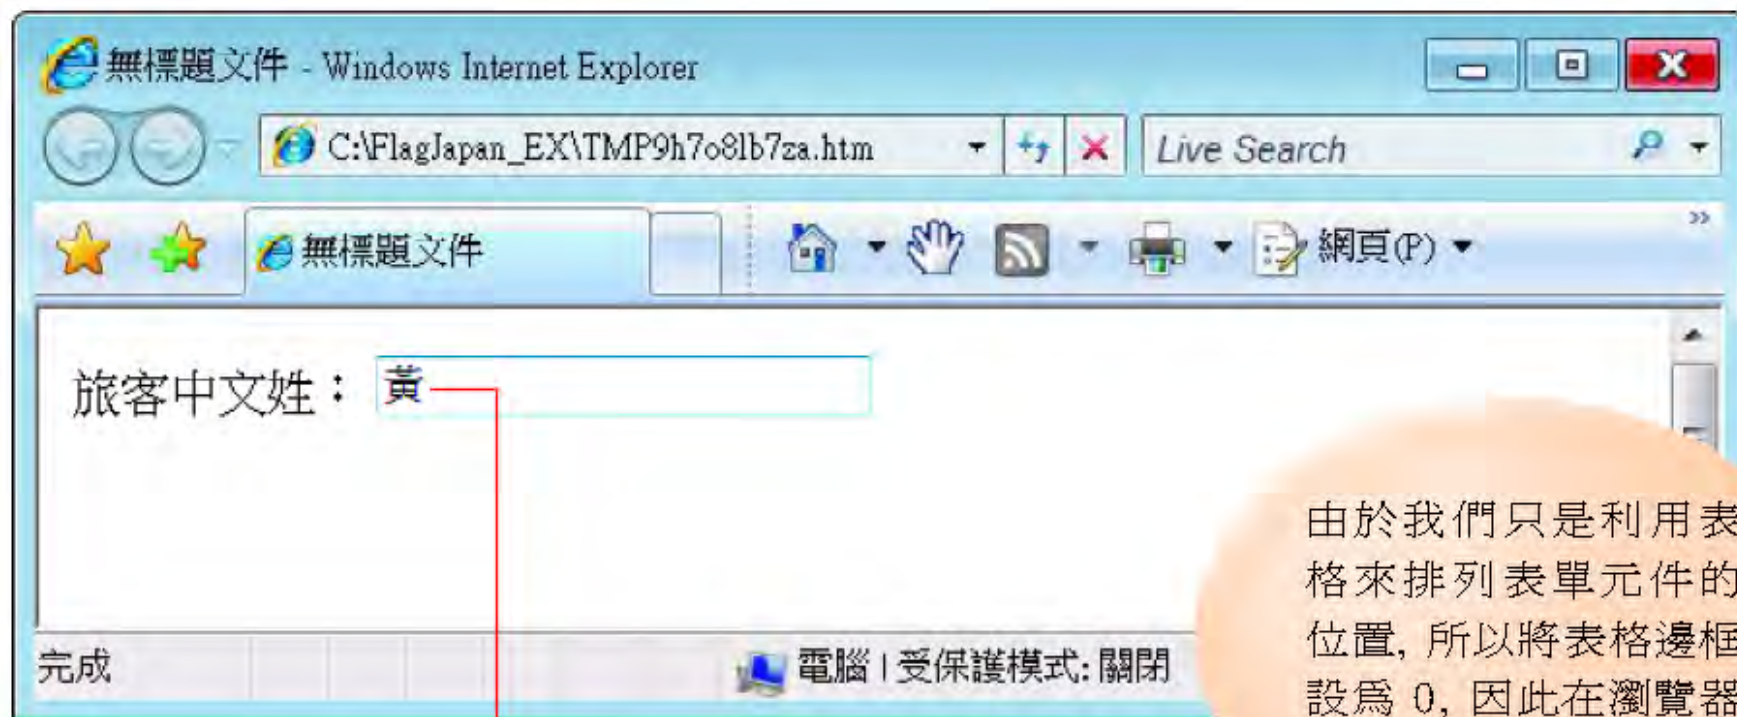 無標題文件 - Windows Internet Explorer
C:\FlagJapan_EX\TMP9h7o8lb7za.htm
Live Search
無標題文件
網頁(P)
旅客中文姓：
黃
由於我們只是利用表
格來排列表單元件的
位置, 所以將表格邊框
設為 0, 因此在瀏覽器
完成
電腦 | 受保護模式: 關閉